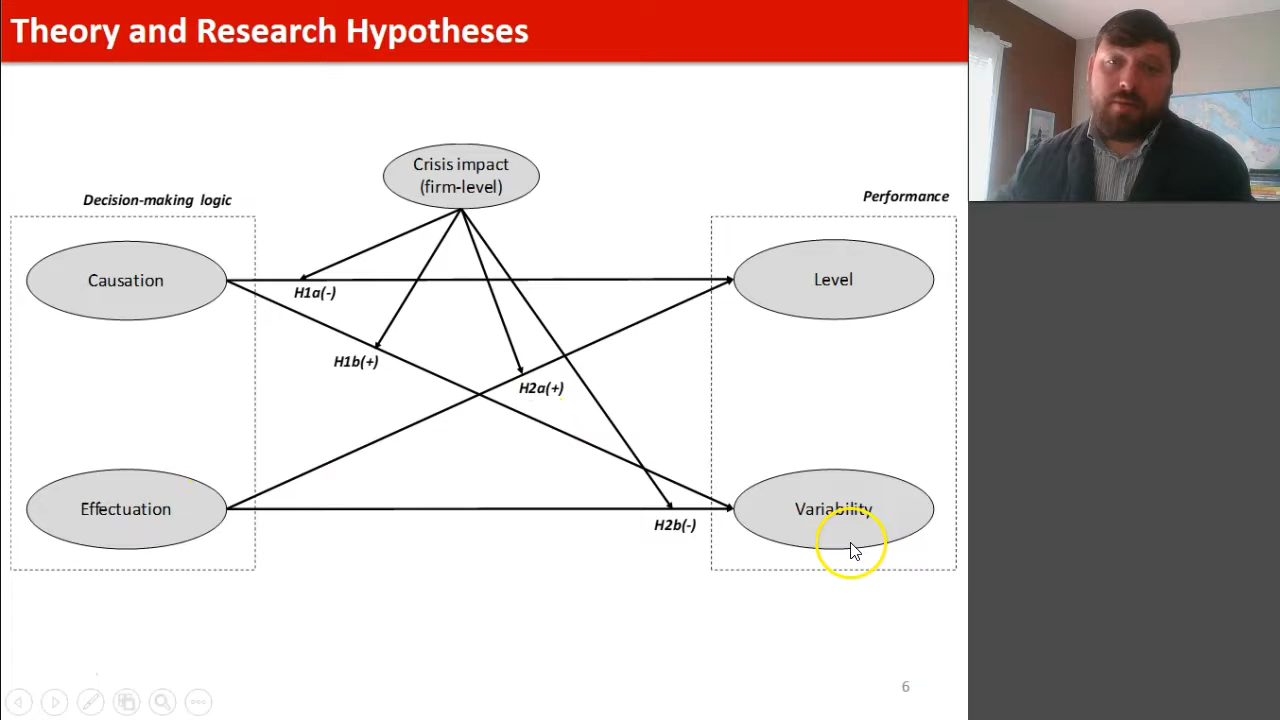 Theory and Research Hypotheses
Crisis impact
(firm-level)
Decision-making logic
Performance
Causation
Level
H1a(-)
H1b(+)
H2a(+)
Effectuation
Variability
H2b(-)
6